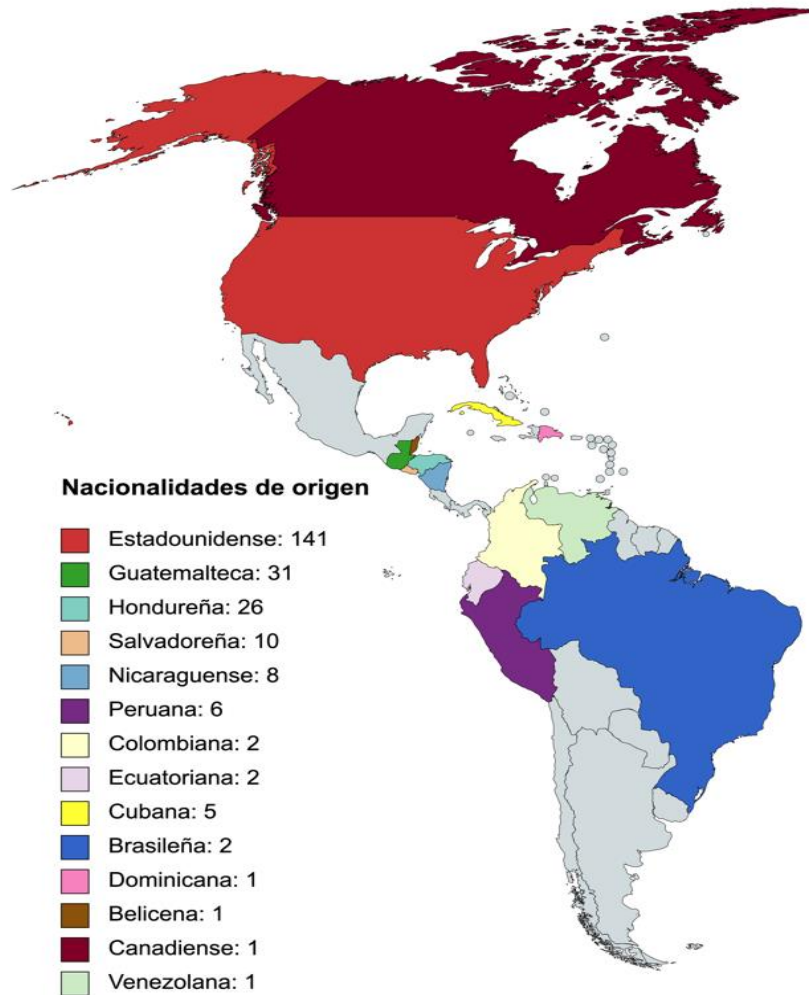 Nacionalidades de origen
Estadounidense: 141
Guatemalteca: 31
Hondureña: 26
Salvadoreña: 10
Nicaraguense: 8
Peruana: 6
Colombiana: 2
Ecuatoriana: 2
Cubana: 5
Brasileña: 2
Dominicana: 1
Belicena: 1
Canadiense: 1
Venezolana: 1